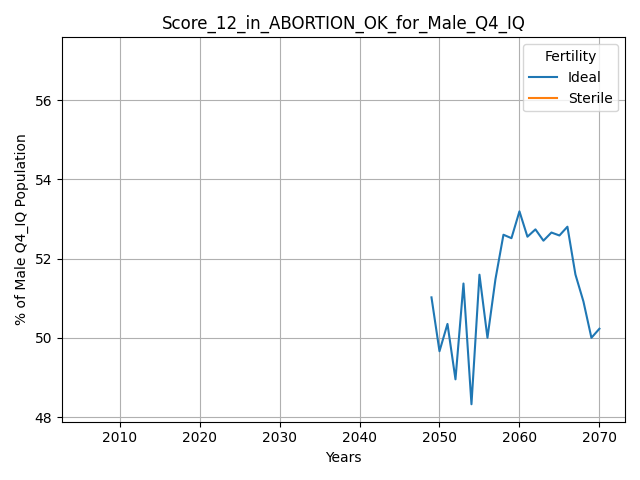 Score_12_in_ABORTION_OK_for_Male_Q4_IQ
Fertility
Ideal
Sterile
% of Male Q4_IQ Population
56
54
52
50
48
2010 2020 2030 2040 2050 2060 2070
Years